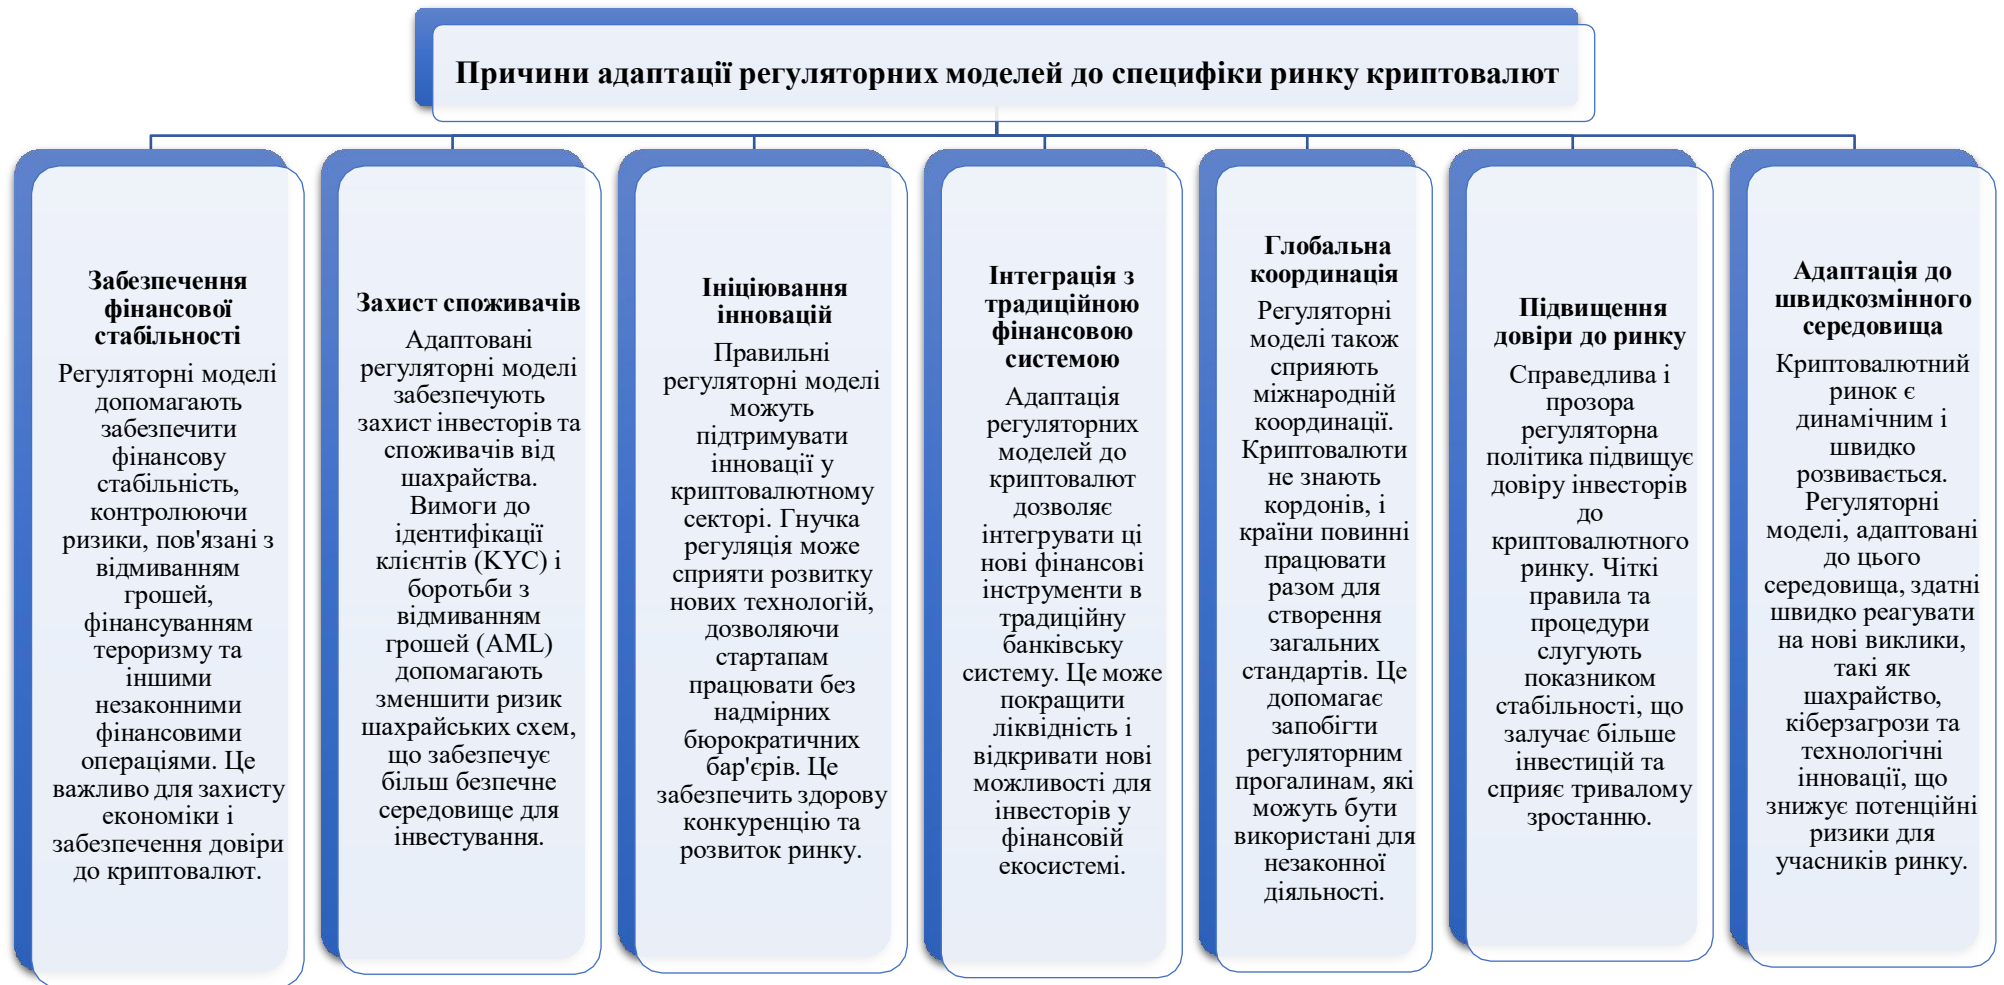 Причини адаптації регуляторних моделей до специфіки ринку криптовалют
Забезпечення
фінансової
стабільності
Регуляторні моделі
допомагають
забезпечити
фінансову
стабільність,
контролюючи
ризики, пов'язані з
відмиванням
грошей,
фінансуванням
тероризму та
іншими
незаконними
фінансовими
операціями. Це
важливо для захисту
економіки і
забезпечення довіри
до криптовалют.
Захист споживачів
Адаптовані
регуляторні моделі
забезпечують
захист інвесторів та
споживачів від
шахрайства.
Вимоги до
ідентифікації
клієнтів (KYC) і
боротьби з
відмиванням
грошей (AML)
допомагають
зменшити ризик
шахрайських схем,
що забезпечує
більш безпечне
середовище для
інвестування.
Ініціювання
інновацій
Правильні
регуляторні моделі
можуть
підтримувати
інновації у
криптовалютному
секторі. Гнучка
регуляція може
сприяти розвитку
нових технологій,
дозволяючи
стартапам
працювати без
надмірних
бюрократичних
бар'єрів. Це
забезпечить здорову
конкуренцію та
розвиток ринку.
Інтеграція з
традиційною
фінансовою
системою
Адаптація
регуляторних
моделей до
криптовалют
дозволяє
інтегрувати ці
нові фінансові
інструменти в
традиційну
банківську
систему. Це може
покращити
ліквідність і
відкривати нові
можливості для
інвесторів у
фінансовій
екосистемі.
Глобальна
координація
Регуляторні
моделі також
сприяють
міжнародній
координації.
Криптовалюти
не знають
кордонів, і
країни повинні
працювати
разом для
створення
загальних
стандартів. Це
допомагає
запобігти
регуляторним
прогалинам, які
можуть бути
використані для
незаконної
діяльності.
Підвищення
довіри до ринку
Справедлива і
прозора
регуляторна
політика підвищує
довіру інвесторів
до
криптовалютного
ринку. Чіткі
правила та
процедури
слугують
показником
стабільності, що
залучає більше
інвестицій та
сприяє тривалому
зростанню.
Адаптація до
швидкозмінного
середовища
Криптовалютний
ринок є
динамічним і
швидко
розвивається.
Регуляторні
моделі, адаптовані
до цього
середовища, здатні
швидко реагувати
на нові виклики,
такі як
шахрайство,
кіберзагрози та
технологічні
інновації, що
знижує потенційні
ризики для
учасників ринку.